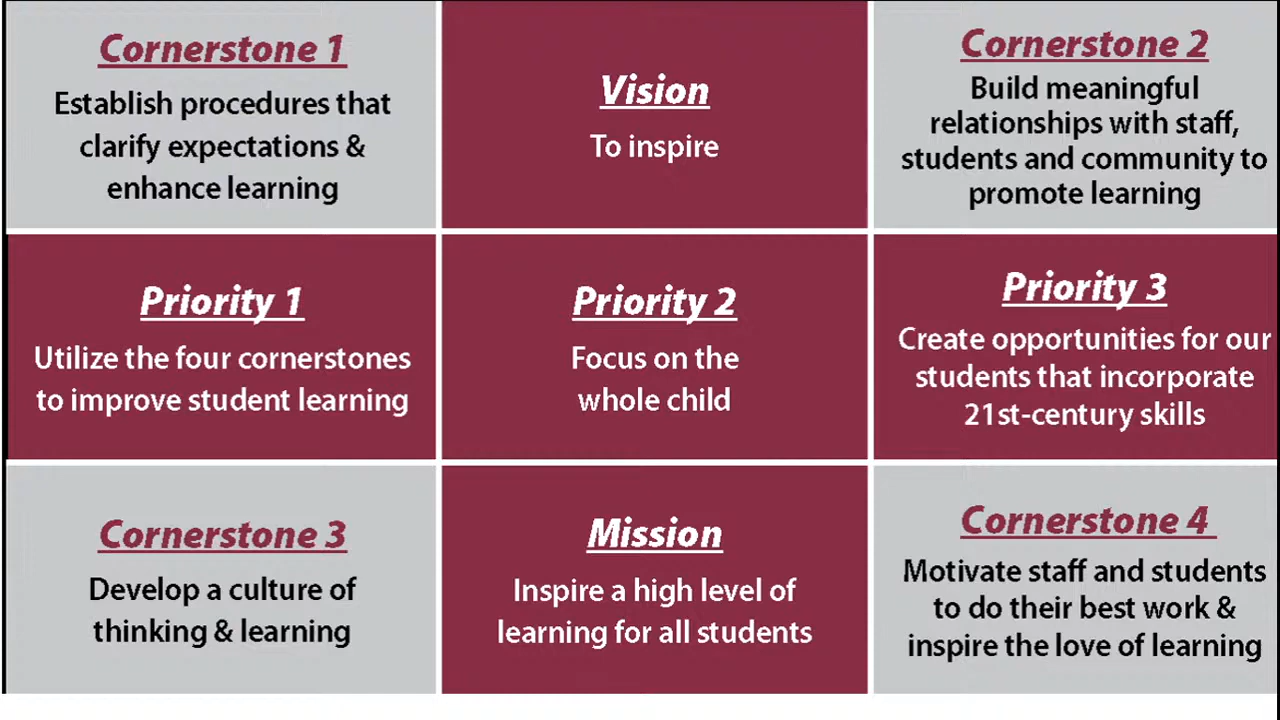 Cornerstone 1
Establish procedures that
clarify expectations &
enhance learning
Vision
To inspire
Cornerstone 2
Build meaningful
relationships with staff,
students and community to
promote learning
Priority 1
Utilize the four cornerstones
to improve student learning
Priority 2
Focus on the
whole child
Priority 3
Create opportunities for our
students that incorporate
21st-century skills
Cornerstone 3
Develop a culture of
thinking & learning
Mission
Inspire a high level of
learning for all students
Cornerstone 4
Motivate staff and students
to do their best work &
inspire the love of learning